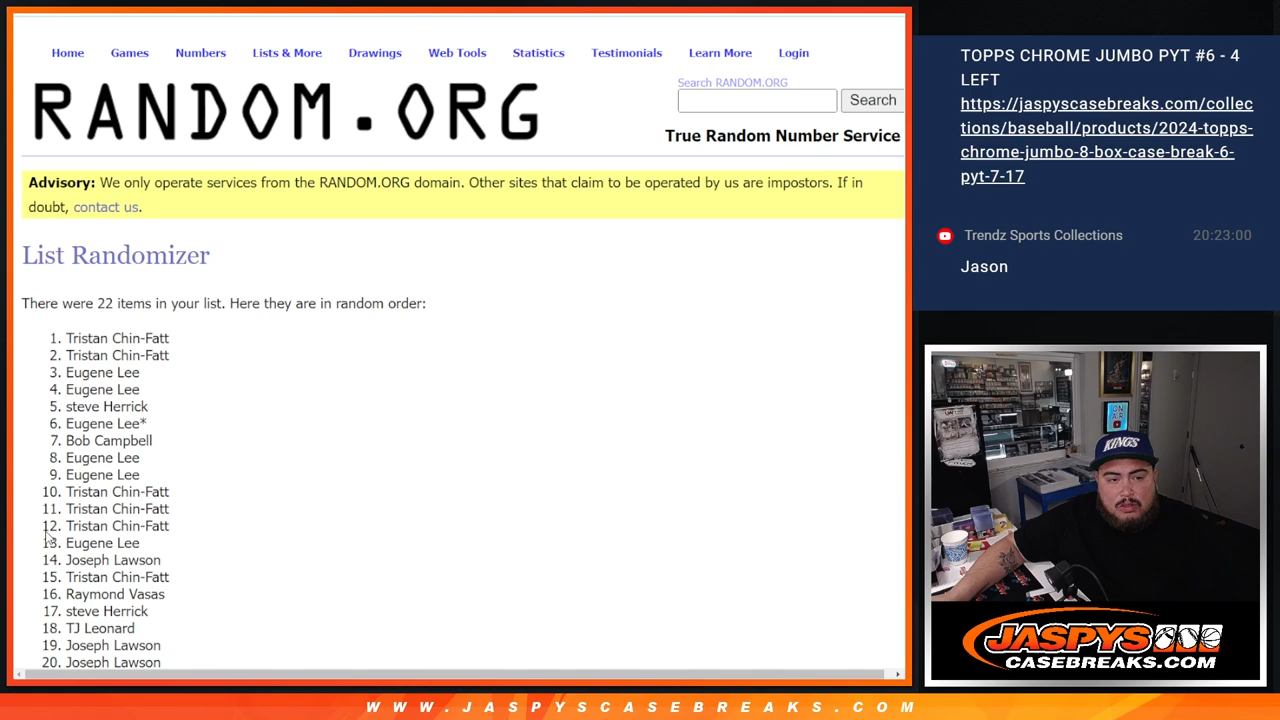 Home Games Numbers Lists & More Drawings Web Tools Statistics Testimonials Learn More Login
RANDOM.ORG
Search RANDOM.ORG
Search
True Random Number Service
Advisory: We only operate services from the RANDOM.ORG domain. Other sites that claim to be operated by us are impostors. If in
doubt, contact us.
List Randomizer
There were 22 items in your list. Here they are in random order:
1. Tristan Chin-Fatt
2. Tristan Chin-Fatt
3. Eugene Lee
4. Eugene Lee
5. steve Herrick
6. Eugene Lee*
7. Bob Campbell
8. Eugene Lee
9. Eugene Lee
10. Tristan Chin-Fatt
11. Tristan Chin-Fatt
12. Tristan Chin-Fatt
13. Eugene Lee
14. Joseph Lawson
15. Tristan Chin-Fatt
16. Raymond Vasas
17. steve Herrick
18. TJ Leonard
19. Joseph Lawson
20. Joseph Lawson
TOPPS CHROME JUMBO PYT #6 - 4
LEFT
https://jaspyscasebreaks.com/collec
tions/baseball/products/2024-topps-
chrome-jumbo-8-box-case-break-6-
pyt-7-17
Trendz Sports Collections 20:23:00
Jason
KINGS
ON
AIR
JASPYS
CASEBREAKS.COM
WWW.JASPYSCASEBREAKS.COM